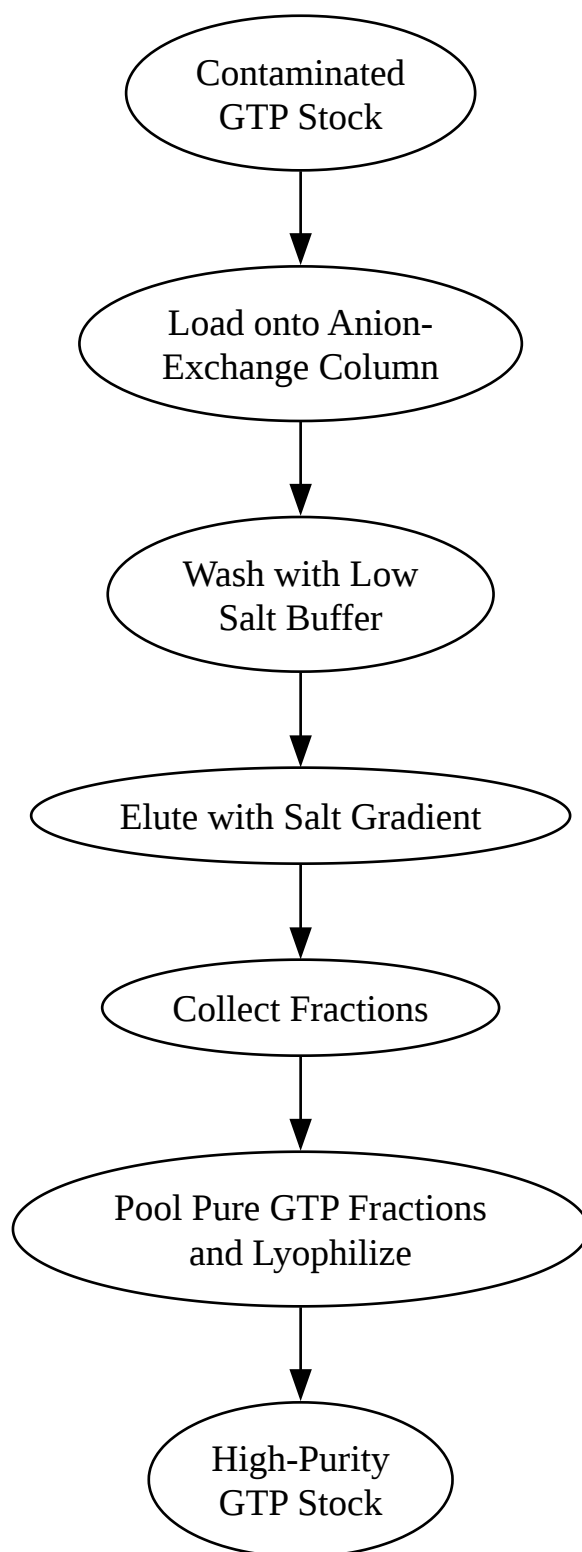 Contaminated
GTP Stock
Load onto Anion-
Exchange Column
Wash with Low
Salt Buffer
Elute with Salt Gradient
Collect Fractions
Pool Pure GTP Fractions
and Lyophilize
High-Purity
GTP Stock